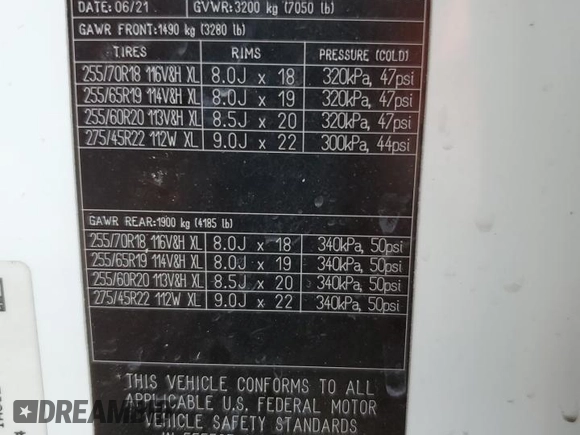 DATE: 06/21 GVWR: 3200 kg (7050 lb)
GAWR FRONT: 1490 kg (3280 lb)
TIRES RIMS PRESSURE (COLD)
255/70R18 116V&H XL 8.0J x 18 320kPa, 47psi
255/65R19 114V&H XL 8.0J x 19 320kPa, 47psi
255/60R20 113V&H XL 8.5J x 20 320kPa, 47psi
275/45R22 112W XL 9.0J x 22 300kPa, 44psi
GAWR REAR: 1900 kg (4185 lb)
255/70R18 116V&H XL 8.0J x 18 340kPa, 50psi
255/65R19 114V&H XL 8.0J x 19 340kPa, 50psi
255/60R20 113V&H XL 8.5J x 20 340kPa, 50psi
275/45R22 112W XL 9.0J x 22 340kPa, 50psi
THIS VEHICLE CONFORMS TO ALL
APPLICABLE U.S. FEDERAL MOTOR
VEHICLE SAFETY STANDARDS